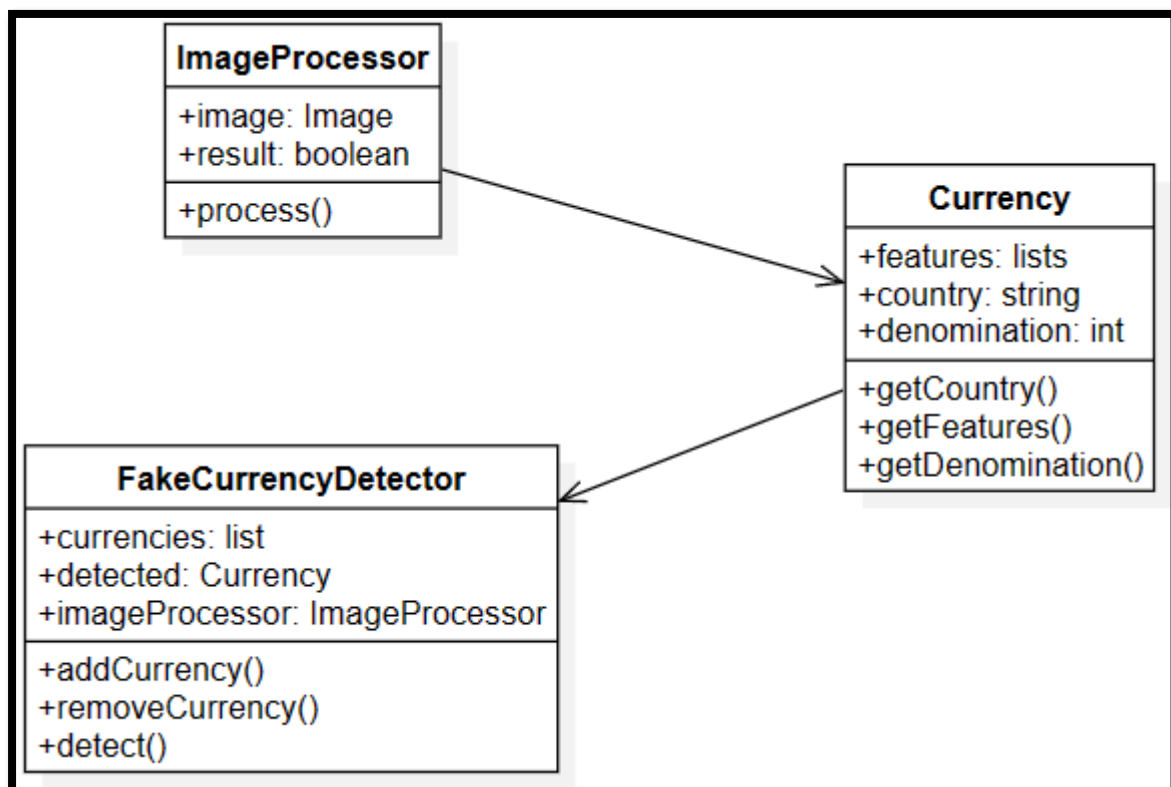 ImageProcessor
+image: Image
+result: boolean
+process()
Currency
+features: lists
+country: string
+denomination: int
+getCountry()
+getFeatures()
+getDenomination()
FakeCurrencyDetector
+currencies: list
+detected: Currency
+imageProcessor: ImageProcessor
+addCurrency()
+removeCurrency()
+detect()